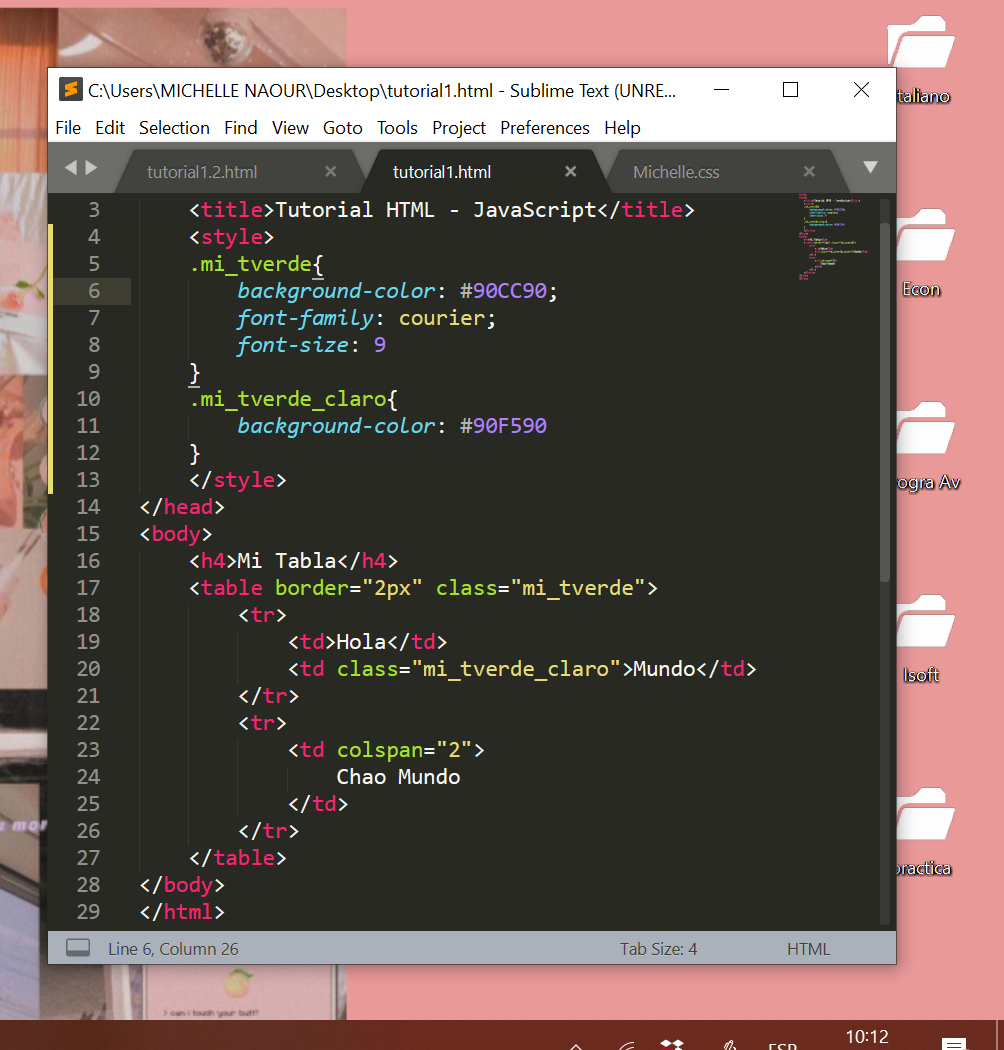 C:\Users\MICHELLE NAOUR\Desktop\tutorial1.html - Sublime Text (UNRE...
File Edit Selection Find View Goto Tools Project Preferences Help
tutorial1.2.html × tutorial1.html × Michelle.css ×
3 <title>Tutorial HTML - JavaScript</title>
4 <style>
5 .mi_tverde{
6 background-color: #90CC90;
7 font-family: courier;
8 font-size: 9
9 }
10 .mi_tverde_claro{
11 background-color: #90F590
12 }
13 </style>
14 </head>
15 <body>
16 <h4>Mi Tabla</h4>
17 <table border="2px" class="mi_tverde">
18 <tr>
19 <td>Hola</td>
20 <td class="mi_tverde_claro">Mundo</td>
21 </tr>
22 <tr>
23 <td colspan="2">
24 Chao Mundo
25 </td>
26 </tr>
27 </table>
28 </body>
29 </html>
Line 6, Column 26 Tab Size: 4 HTML
taliano
Econ
ogra Av
Isoft
practica
> can i touch your butt?
ESP
10:12